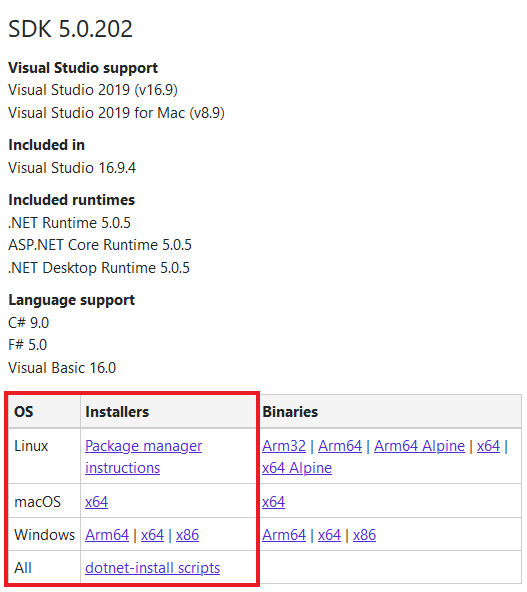 SDK 5.0.202
Visual Studio support
Visual Studio 2019 (v16.9)
Visual Studio 2019 for Mac (v8.9)
Included in
Visual Studio 16.9.4
Included runtimes
.NET Runtime 5.0.5
ASP.NET Core Runtime 5.0.5
.NET Desktop Runtime 5.0.5
Language support
C# 9.0
F# 5.0
Visual Basic 16.0
OS Installers Binaries
Linux Package manager Arm32 | Arm64 | Arm64 Alpine | x64 |
instructions x64 Alpine
macOS x64 x64
Windows Arm64 | x64 | x86 Arm64 | x64 | x86
All dotnet-install scripts